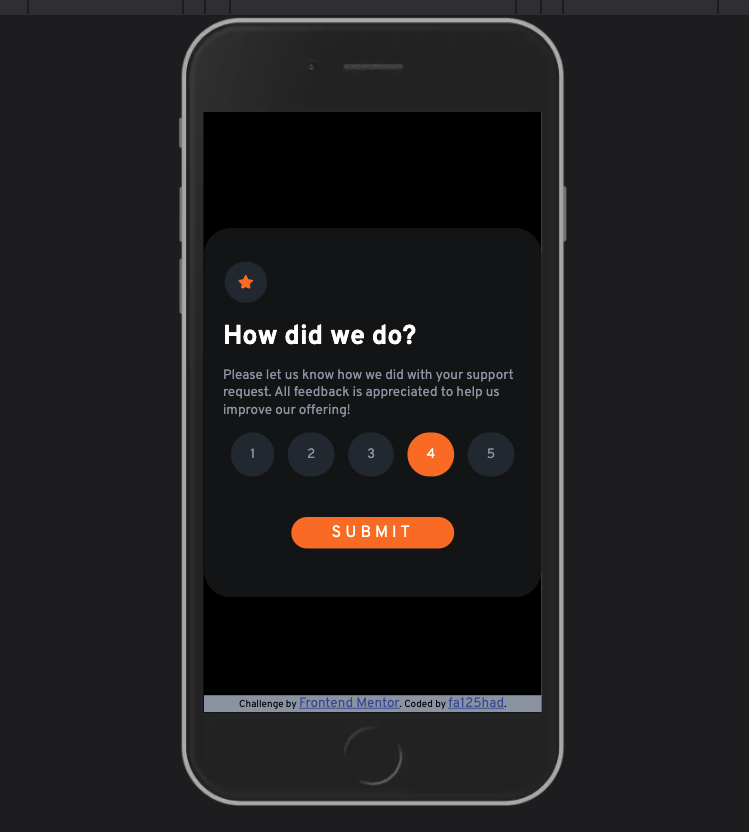 How did we do?
Please let us know how we did with your support
request. All feedback is appreciated to help us
improve our offering!
1 2 3 4 5
SUBMIT
Challenge by Frontend Mentor. Coded by fa125had.